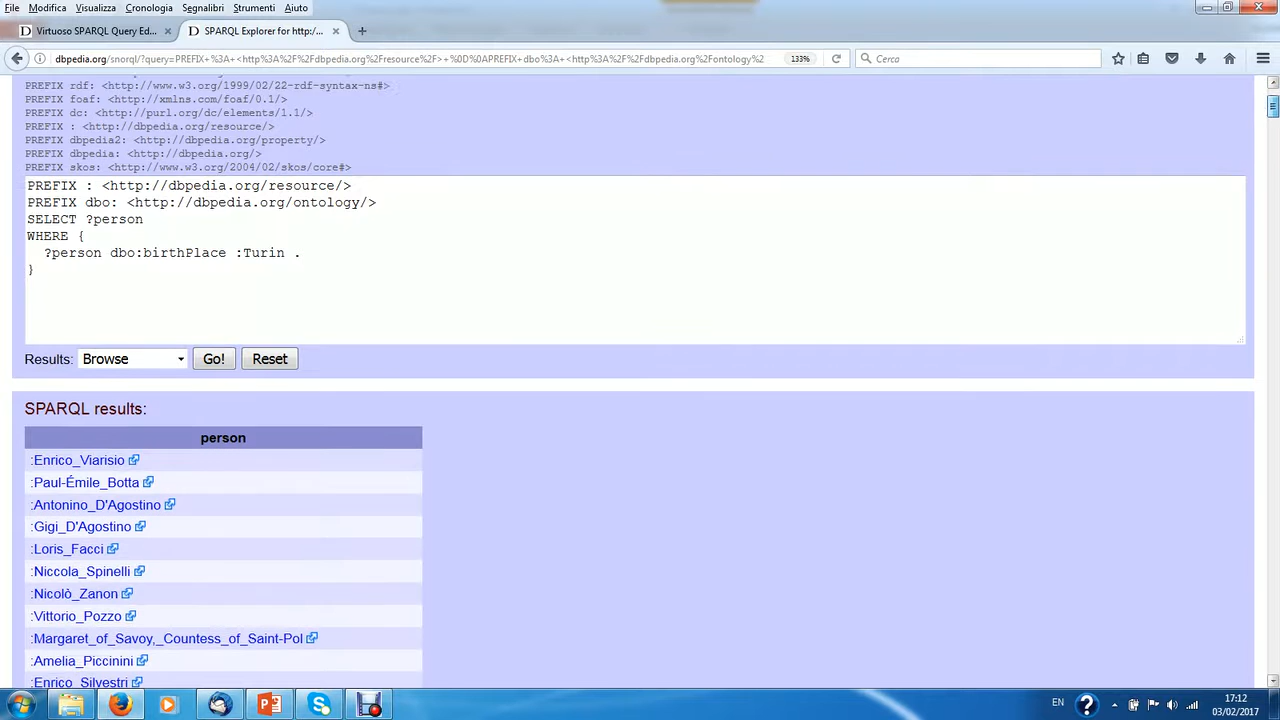 File Modifica Visualizza Cronologia Segnalibri Strumenti Aiuto
Virtuoso SPARQL Query Ed... × SPARQL Explorer for http:/... × +
dbpedia.org/snorql/?query=PREFIX+%3A+<http%3A%2F%2Fdbpedia.org%2Fresource%2F>+%0D%0APREFIX+dbo%3A+<http%3A%2F%2Fdbpedia.org%2Fontology%2F 133% Cerca
PREFIX rdf: <http://www.w3.org/1999/02/22-rdf-syntax-ns#>
PREFIX foaf: <http://xmlns.com/foaf/0.1/>
PREFIX dc: <http://purl.org/dc/elements/1.1/>
PREFIX : <http://dbpedia.org/resource/>
PREFIX dbpedia2: <http://dbpedia.org/property/>
PREFIX dbpedia: <http://dbpedia.org/>
PREFIX skos: <http://www.w3.org/2004/02/skos/core#>
PREFIX : <http://dbpedia.org/resource/>
PREFIX dbo: <http://dbpedia.org/ontology/>
SELECT ?person
WHERE {
?person dbo:birthPlace :Turin .
}
Results: Browse Go! Reset
SPARQL results:
person
:Enrico_Viarisio
:Paul-Émile_Botta
:Antonino_D'Agostino
:Gigi_D'Agostino
:Loris_Facci
:Niccola_Spinelli
:Nicolò_Zanon
:Vittorio_Pozzo
:Margaret_of_Savoy,_Countess_of_Saint-Pol
:Amelia_Piccinini
:Enrico_Silvestri
EN 17:12
03/02/2017